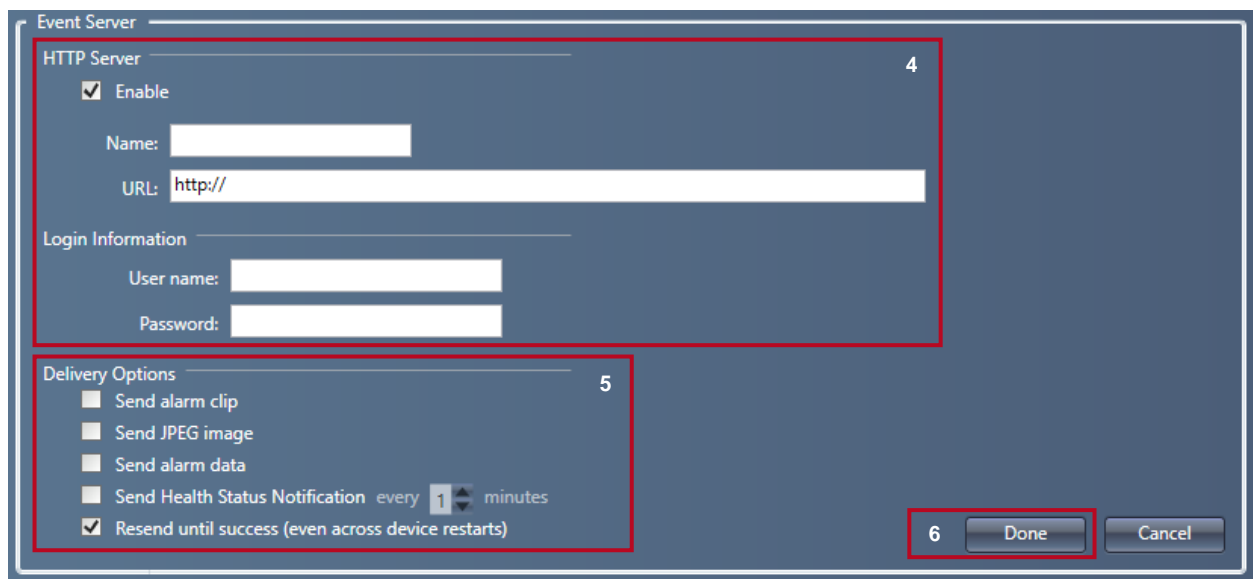 Event Server
HTTP Server
4
Enable
Name:
URL: http://
Login Information
User name:
Password:
Delivery Options
5
Send alarm clip
Send JPEG image
Send alarm data
Send Health Status Notification every 1 minutes
Resend until success (even across device restarts)
6 Done Cancel